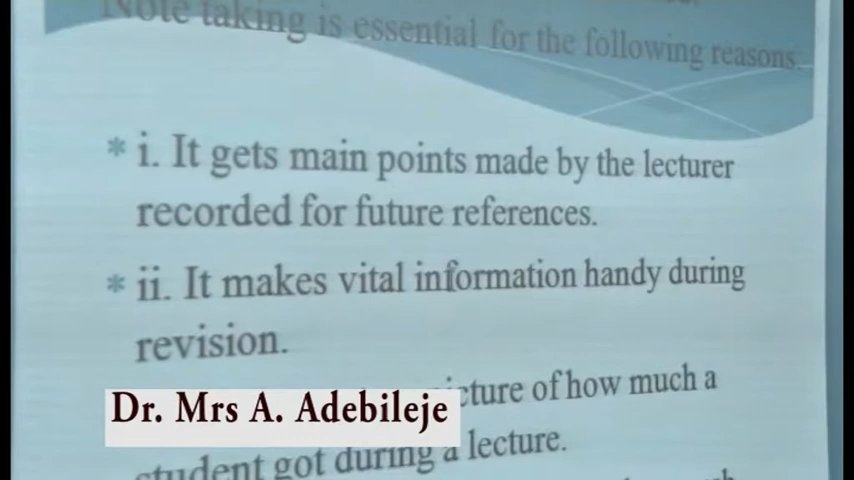 Note taking is essential for the following reasons.
* i. It gets main points made by the lecturer
recorded for future references.
* ii. It makes vital information handy during
revision.
picture of how much a
Dr. Mrs A. Adebileje
student got during a lecture.